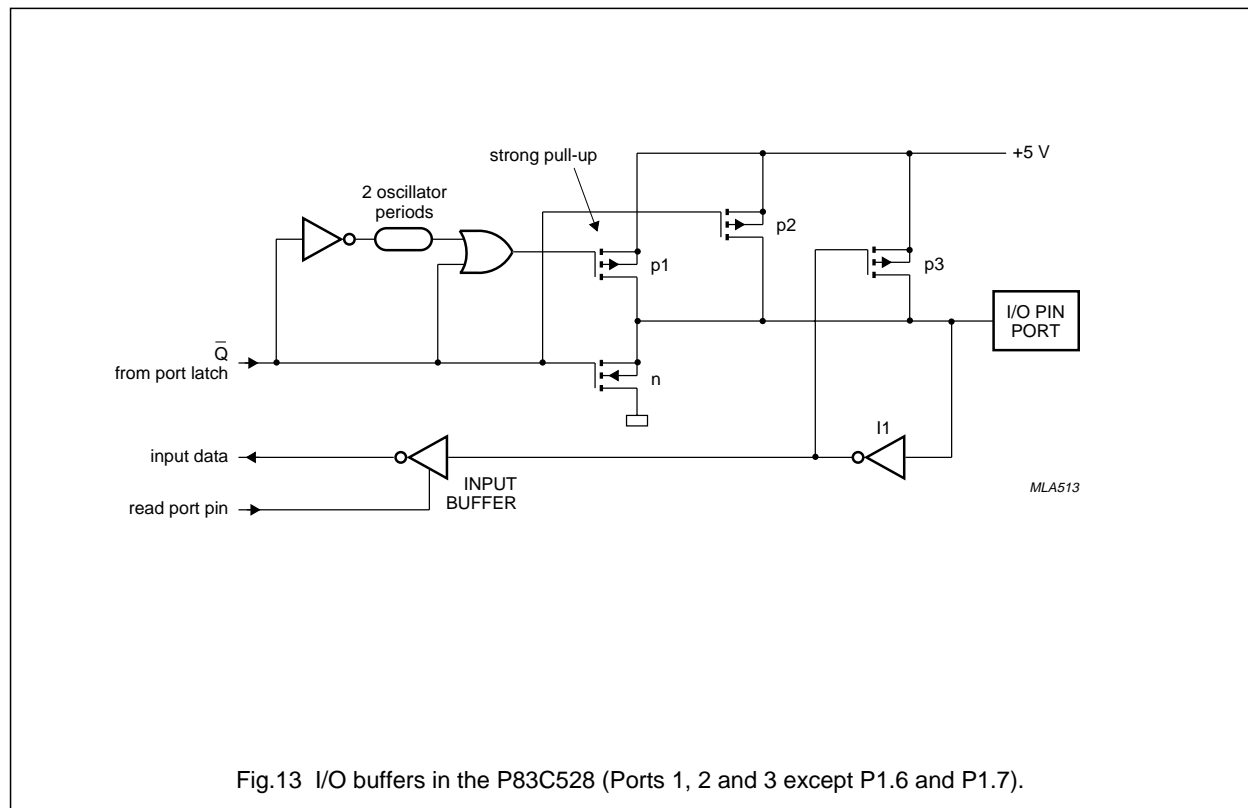 strong pull-up
+5 V
2 oscillator
periods
p2
p1
p3
I/O PIN
PORT
Q̅
from port latch
n
I1
input data
INPUT
BUFFER
read port pin
MLA513
Fig.13 I/O buffers in the P83C528 (Ports 1, 2 and 3 except P1.6 and P1.7).